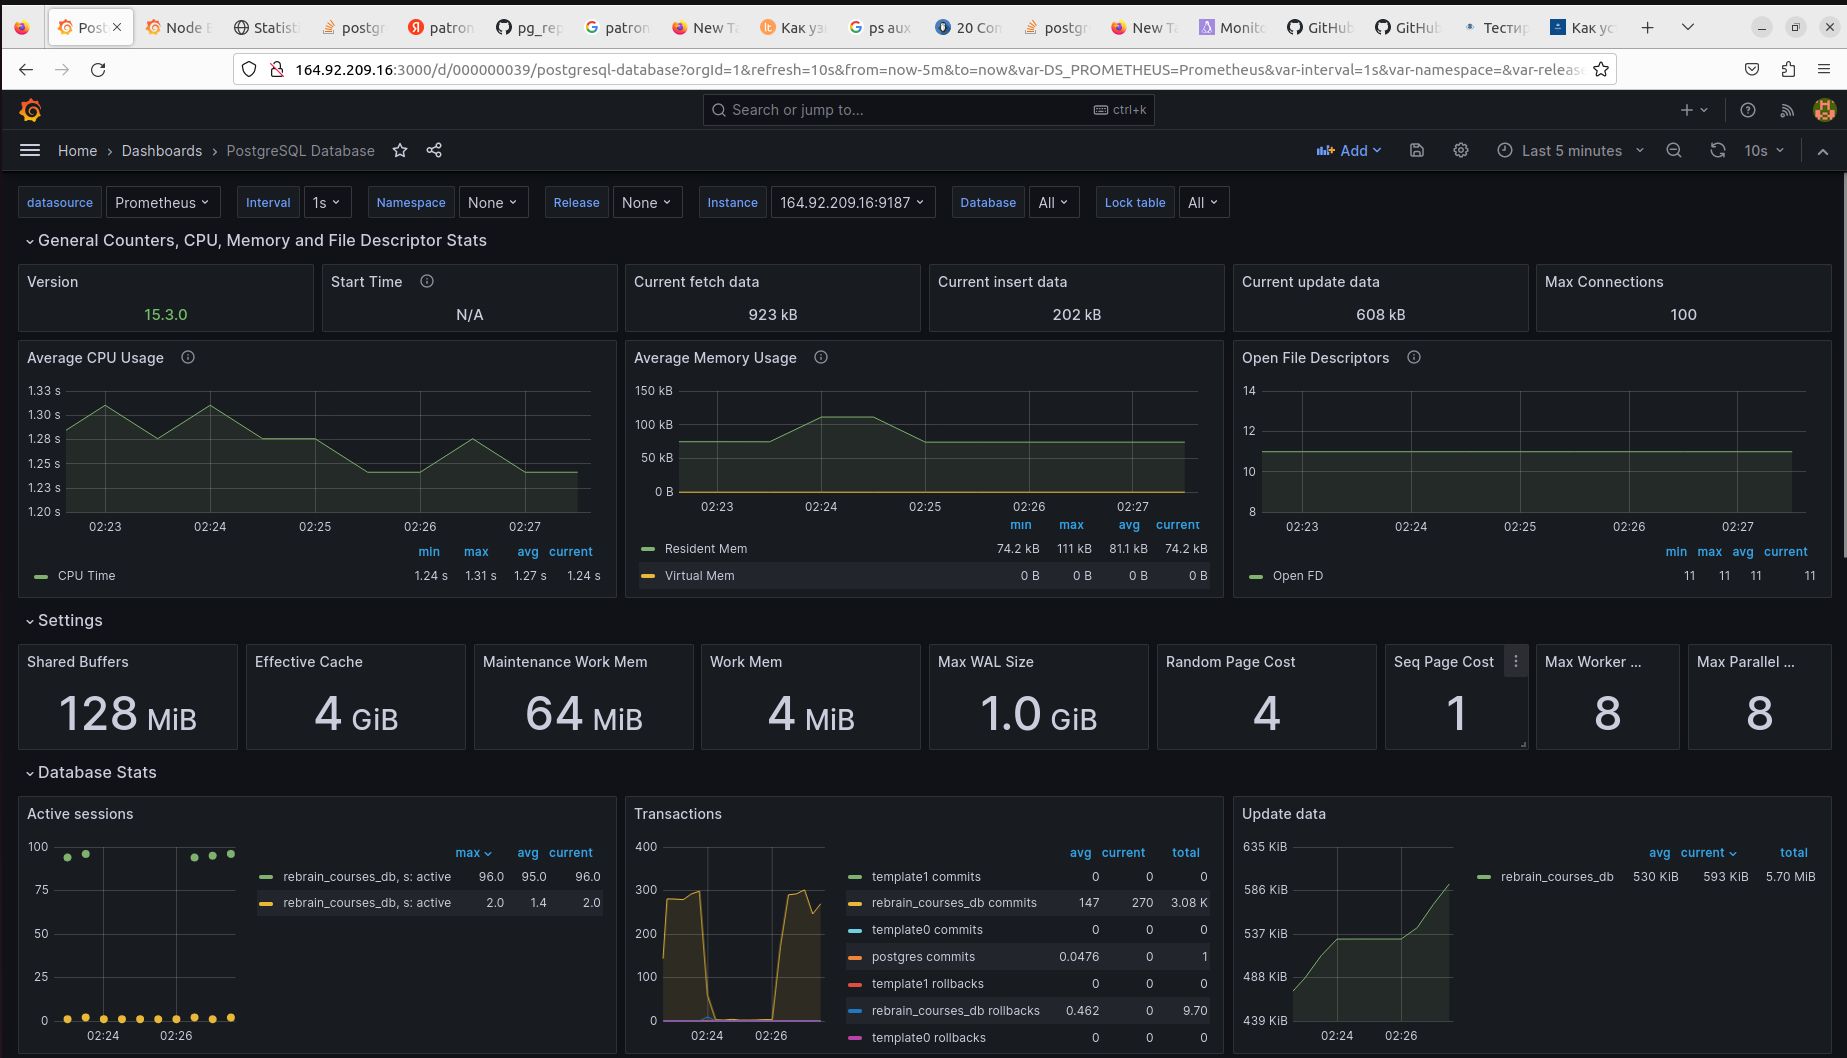 Post
Node E
Statisti
postgr
patron
pg_rep
patron
New Ta
Как узн
ps aux
20 Con
postgr
New Ta
Monito
GitHub
GitHub
Тестир
Как уст
164.92.209.16:3000/d/000000039/postgresql-database?orgId=1&refresh=10s&from=now-5m&to=now&var-DS_PROMETHEUS=Prometheus&var-interval=1s&var-namespace=&var-release
Search or jump to...
ctrl+k
Home › Dashboards › PostgreSQL Database
Add
Last 5 minutes
10s
datasource Prometheus Interval 1s Namespace None Release None Instance 164.92.209.16:9187 Database All Lock table All
General Counters, CPU, Memory and File Descriptor Stats
Version
15.3.0
Start Time
N/A
Current fetch data
923 kB
Current insert data
202 kB
Current update data
608 kB
Max Connections
100
Average CPU Usage
1.33 s
1.30 s
1.28 s
1.25 s
1.23 s
1.20 s
02:23 02:24 02:25 02:26 02:27
min max avg current
CPU Time 1.24 s 1.31 s 1.27 s 1.24 s
Average Memory Usage
150 kB
100 kB
50 kB
0 B
02:23 02:24 02:25 02:26 02:27
min max avg current
Resident Mem 74.2 kB 111 kB 81.1 kB 74.2 kB
Virtual Mem 0 B 0 B 0 B 0 B
Open File Descriptors
14
12
10
8
02:23 02:24 02:25 02:26 02:27
min max avg current
Open FD 11 11 11 11
Settings
Shared Buffers
128 MiB
Effective Cache
4 GiB
Maintenance Work Mem
64 MiB
Work Mem
4 MiB
Max WAL Size
1.0 GiB
Random Page Cost
4
Seq Page Cost
1
Max Worker ...
8
Max Parallel ...
8
Database Stats
Active sessions
100
75
50
25
0
02:24 02:26
max avg current
rebrain_courses_db, s: active 96.0 95.0 96.0
rebrain_courses_db, s: active 2.0 1.4 2.0
Transactions
400
300
200
100
0
02:24 02:26
avg current total
template1 commits 0 0 0
rebrain_courses_db commits 147 270 3.08 K
template0 commits 0 0 0
postgres commits 0.0476 0 1
template1 rollbacks 0 0 0
rebrain_courses_db rollbacks 0.462 0 9.70
template0 rollbacks 0 0 0
Update data
635 KiB
586 KiB
537 KiB
488 KiB
439 KiB
02:24 02:26
avg current total
rebrain_courses_db 530 KiB 593 KiB 5.70 MiB